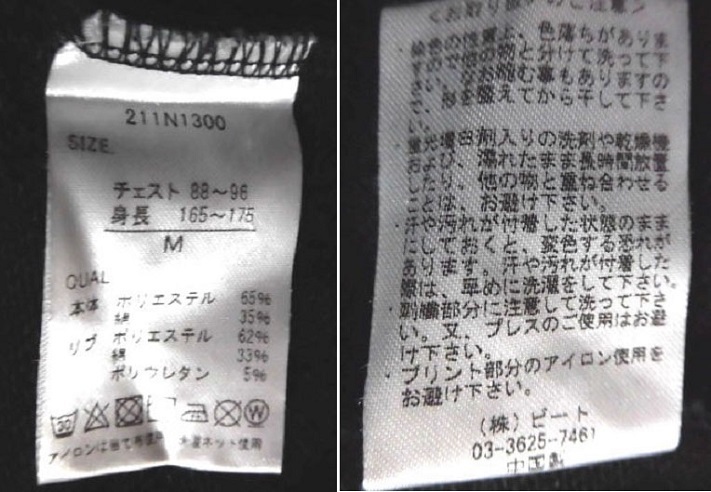 211N1300
SIZE
チェスト 88～96
身長 165～175
M
QUAL
本体 ポリエステル 65%
綿 35%
リブ ポリエステル 62%
綿 33%
ポリウレタン 5%
30
W
アイロンは当て布使用 洗濯ネット使用
<お取り扱いのご注意>
・染色の性質上、色落ちがありま
すので他の物と分けて洗って下
さい。なお縮む事もありますの
で、形を整えてから干して下さ
い。
・蛍光増白剤入りの洗剤や乾燥機
および、濡れたまま長時間放置
したり、他の物と重ね合わせる
ことは、お避け下さい。
・汗や汚れが付着した状態のまま
にしておくと、変色する恐れが
あります。汗や汚れが付着した
際は、早めに洗濯をして下さい。
・刺繍部分に注意して洗って下さ
い。又、プレスのご使用はお避
け下さい。
・プリント部分のアイロン使用を
お避け下さい。
(株)ビート
03-3625-7461
中国製